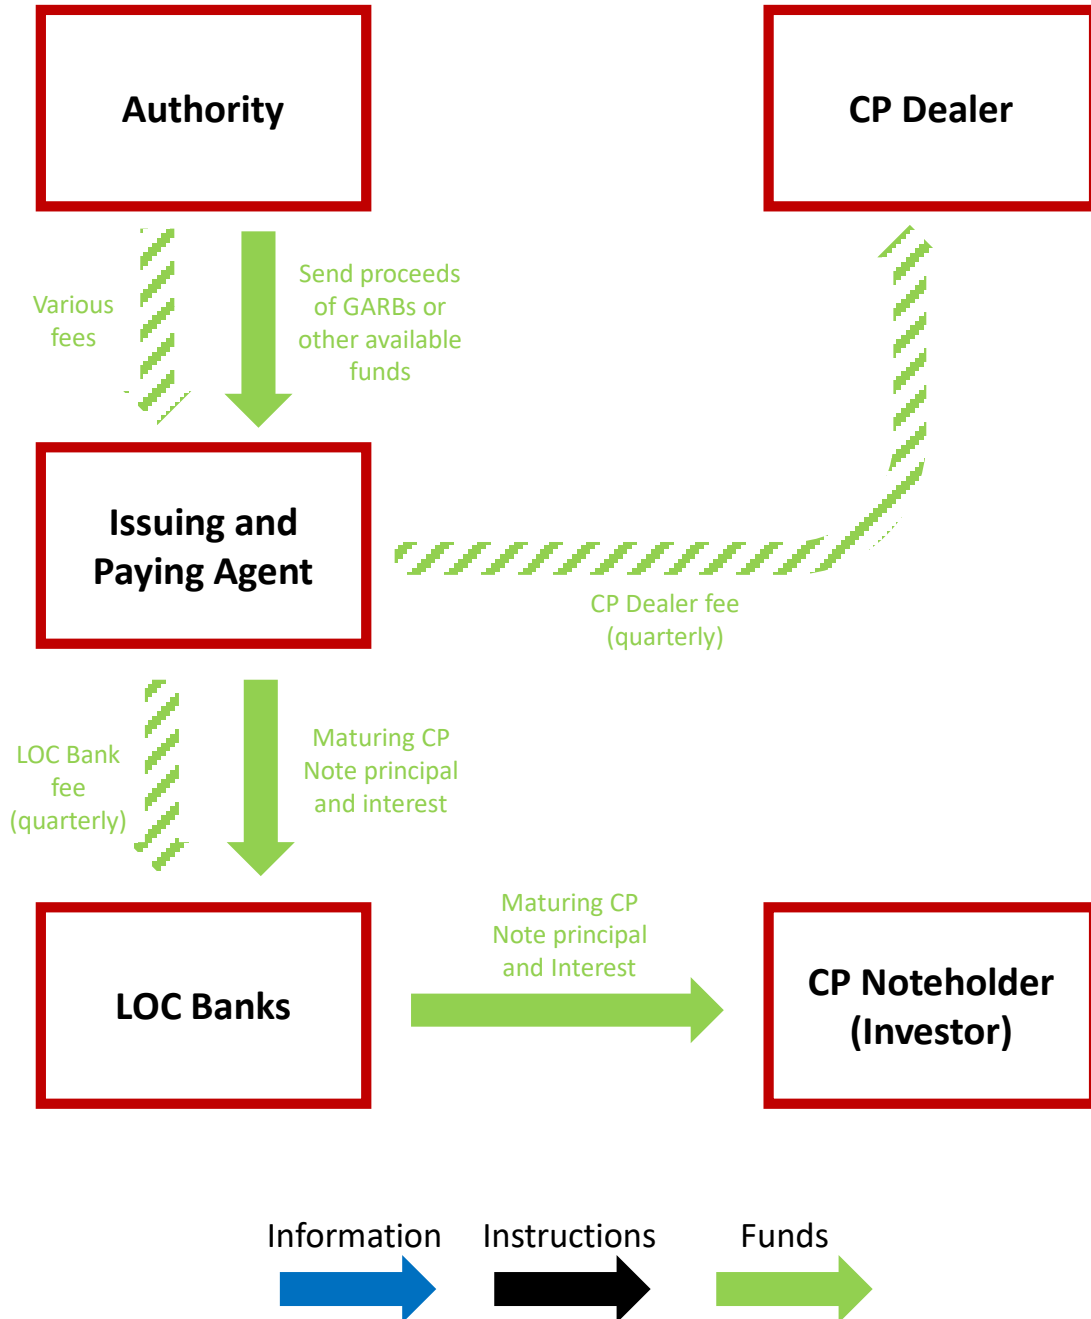 Authority
CP Dealer
Various
fees
Send proceeds
of GARBs or
other available
funds
Issuing and
Paying Agent
CP Dealer fee
(quarterly)
LOC Bank
fee
(quarterly)
Maturing CP
Note principal
and interest
LOC Banks
Maturing CP
Note principal
and Interest
CP Noteholder
(Investor)
Information
Instructions
Funds